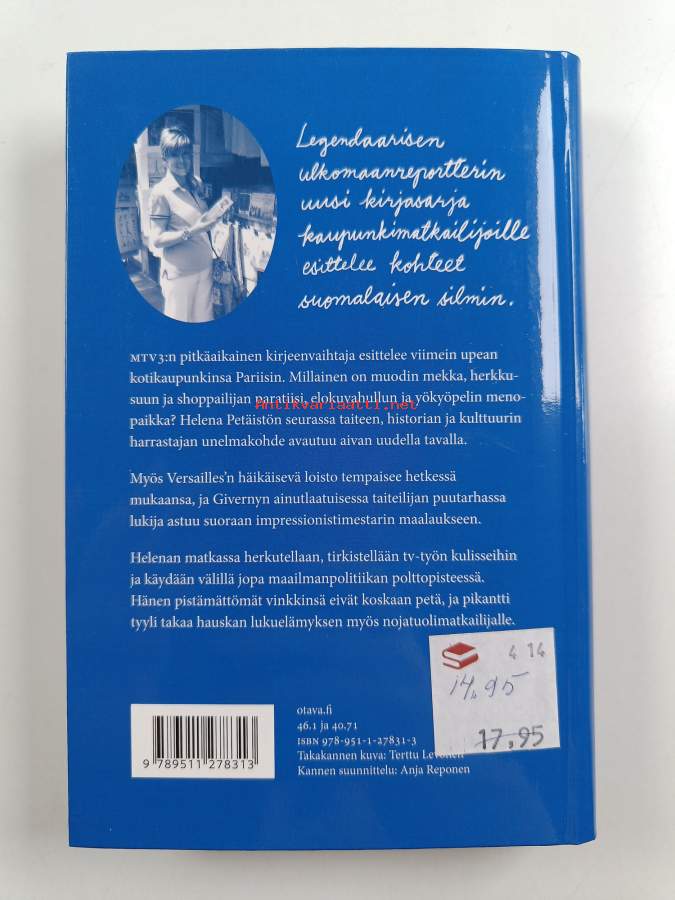 Legendaarisen
ulkomaanreportterin
uusi kirjasarja
kaupunkimatkailijoille
esittelee kohteet
suomalaisen silmin.
MTV3:n pitkäaikainen kirjeenvaihtaja esittelee viimein upean
kotikaupunkinsa Pariisin. Millainen on muodin mekka, herkku-
suun ja shoppailijan paratiisi, elokuvahullun ja yökyöpelin meno-
Antikvariaatti.net
paikka? Helena Petäistön seurassa taiteen, historian ja kulttuurin
harrastajan unelmakohde avautuu aivan uudella tavalla.
Myös Versailles'n häikäisevä loisto tempaisee hetkessä
mukaansa, ja Givernyn ainutlaatuisessa taiteilijan puutarhassa
lukija astuu suoraan impressionistimestarin maalaukseen.
Helenan matkassa herkutellaan, tirkistellään tv-työn kulisseihin
ja käydään välillä jopa maailmanpolitiikan polttopisteessä.
Hänen pistämättömät vinkkinsä eivät koskaan petä, ja pikantti
tyyli takaa hauskan lukuelämyksen myös nojatuolimatkailijalle.
4 14
14,95
17,95
otava.fi
46.1 ja 40.71
ISBN 978-951-1-27831-3
Takakannen kuva: Terttu
Kannen suunnittelu: Anja Reponen
9 789511 278313